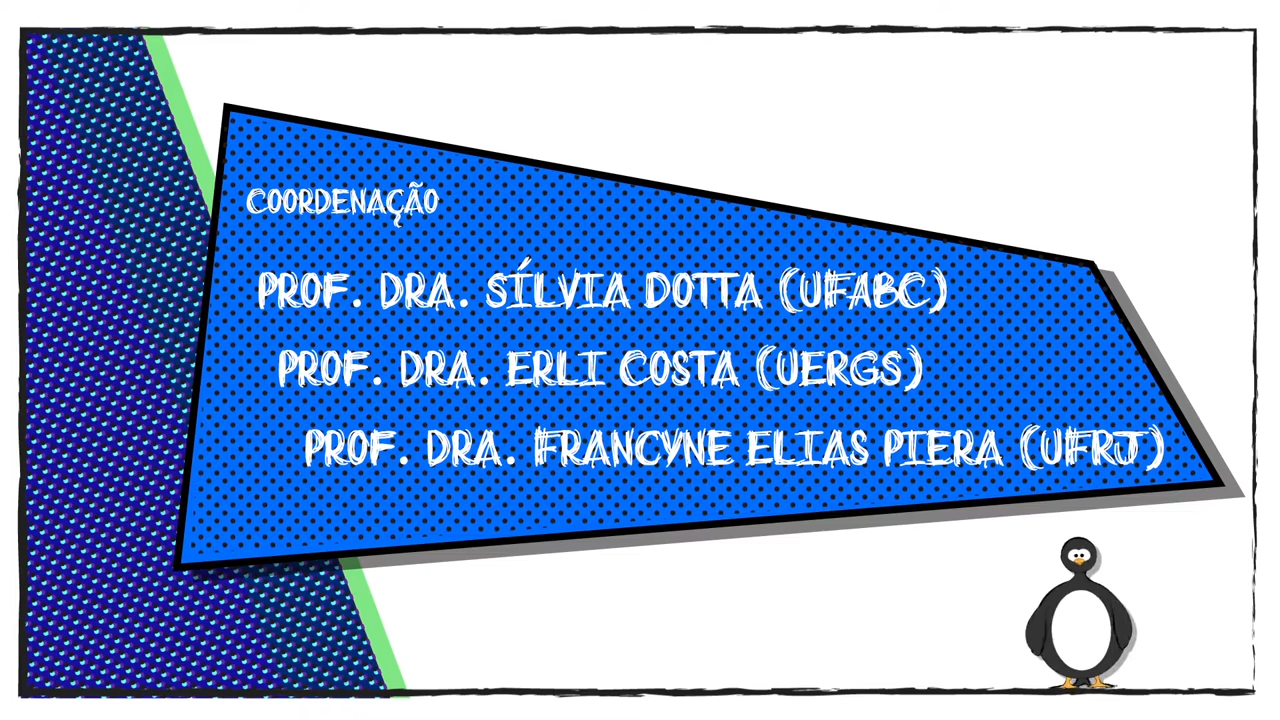 COORDENAÇÃO
PROF. DRA. SÍLVIA DOTTA (UFABC)
PROF. DRA. ERLI COSTA (UERGS)
PROF. DRA. FRANCYNE ELIAS PIERA (UFRJ)